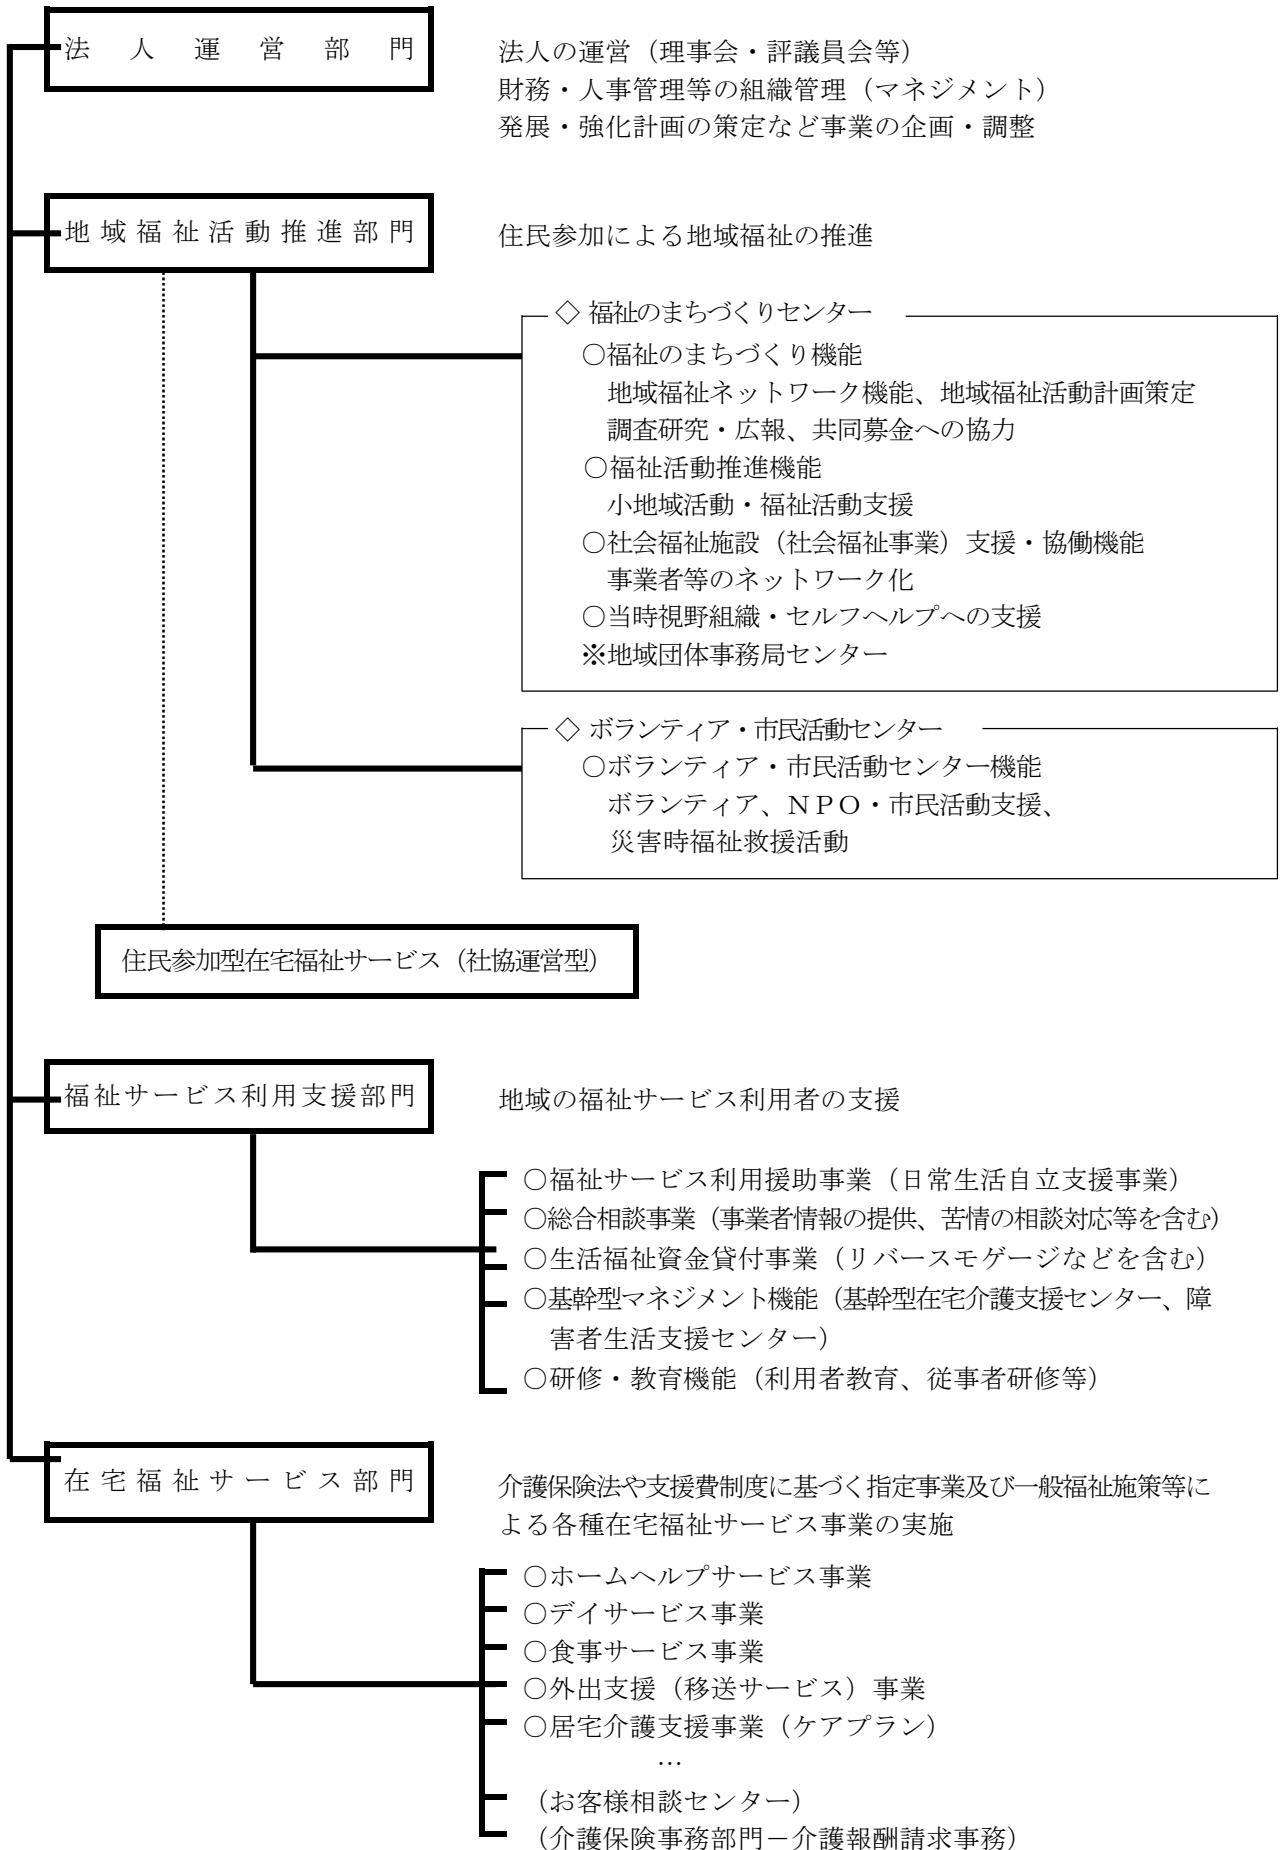 法人運営部門
法人の運営（理事会・評議員会等）
財務・人事管理等の組織管理（マネジメント）
発展・強化計画の策定など事業の企画・調整
地域福祉活動推進部門
住民参加による地域福祉の推進
◇ 福祉のまちづくりセンター
○福祉のまちづくり機能
地域福祉ネットワーク機能、地域福祉活動計画策定
調査研究・広報、共同募金への協力
○福祉活動推進機能
小地域活動・福祉活動支援
○社会福祉施設（社会福祉事業）支援・協働機能
事業者等のネットワーク化
○当時視野組織・セルフヘルプへの支援
※地域団体事務局センター
◇ ボランティア・市民活動センター
○ボランティア・市民活動センター機能
ボランティア、ＮＰＯ・市民活動支援、
災害時福祉救援活動
住民参加型在宅福祉サービス（社協運営型）
福祉サービス利用支援部門
地域の福祉サービス利用者の支援
○福祉サービス利用援助事業（日常生活自立支援事業）
○総合相談事業（事業者情報の提供、苦情の相談対応等を含む）
○生活福祉資金貸付事業（リバースモゲージなどを含む）
○基幹型マネジメント機能（基幹型在宅介護支援センター、障
害者生活支援センター）
○研修・教育機能（利用者教育、従事者研修等）
在宅福祉サービス部門
介護保険法や支援費制度に基づく指定事業及び一般福祉施策等に
よる各種在宅福祉サービス事業の実施
○ホームヘルプサービス事業
○デイサービス事業
○食事サービス事業
○外出支援（移送サービス）事業
○居宅介護支援事業（ケアプラン）
…
（お客様相談センター）
（介護保険事務部門－介護報酬請求事務）